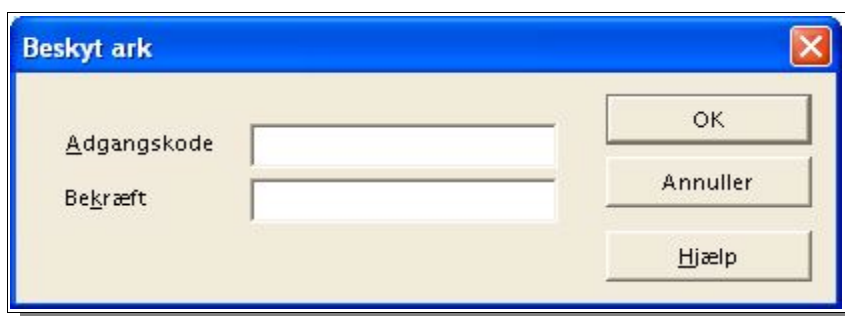 Beskyt ark
Adgangskode
Bekræft
OK
Annuller
Hjælp